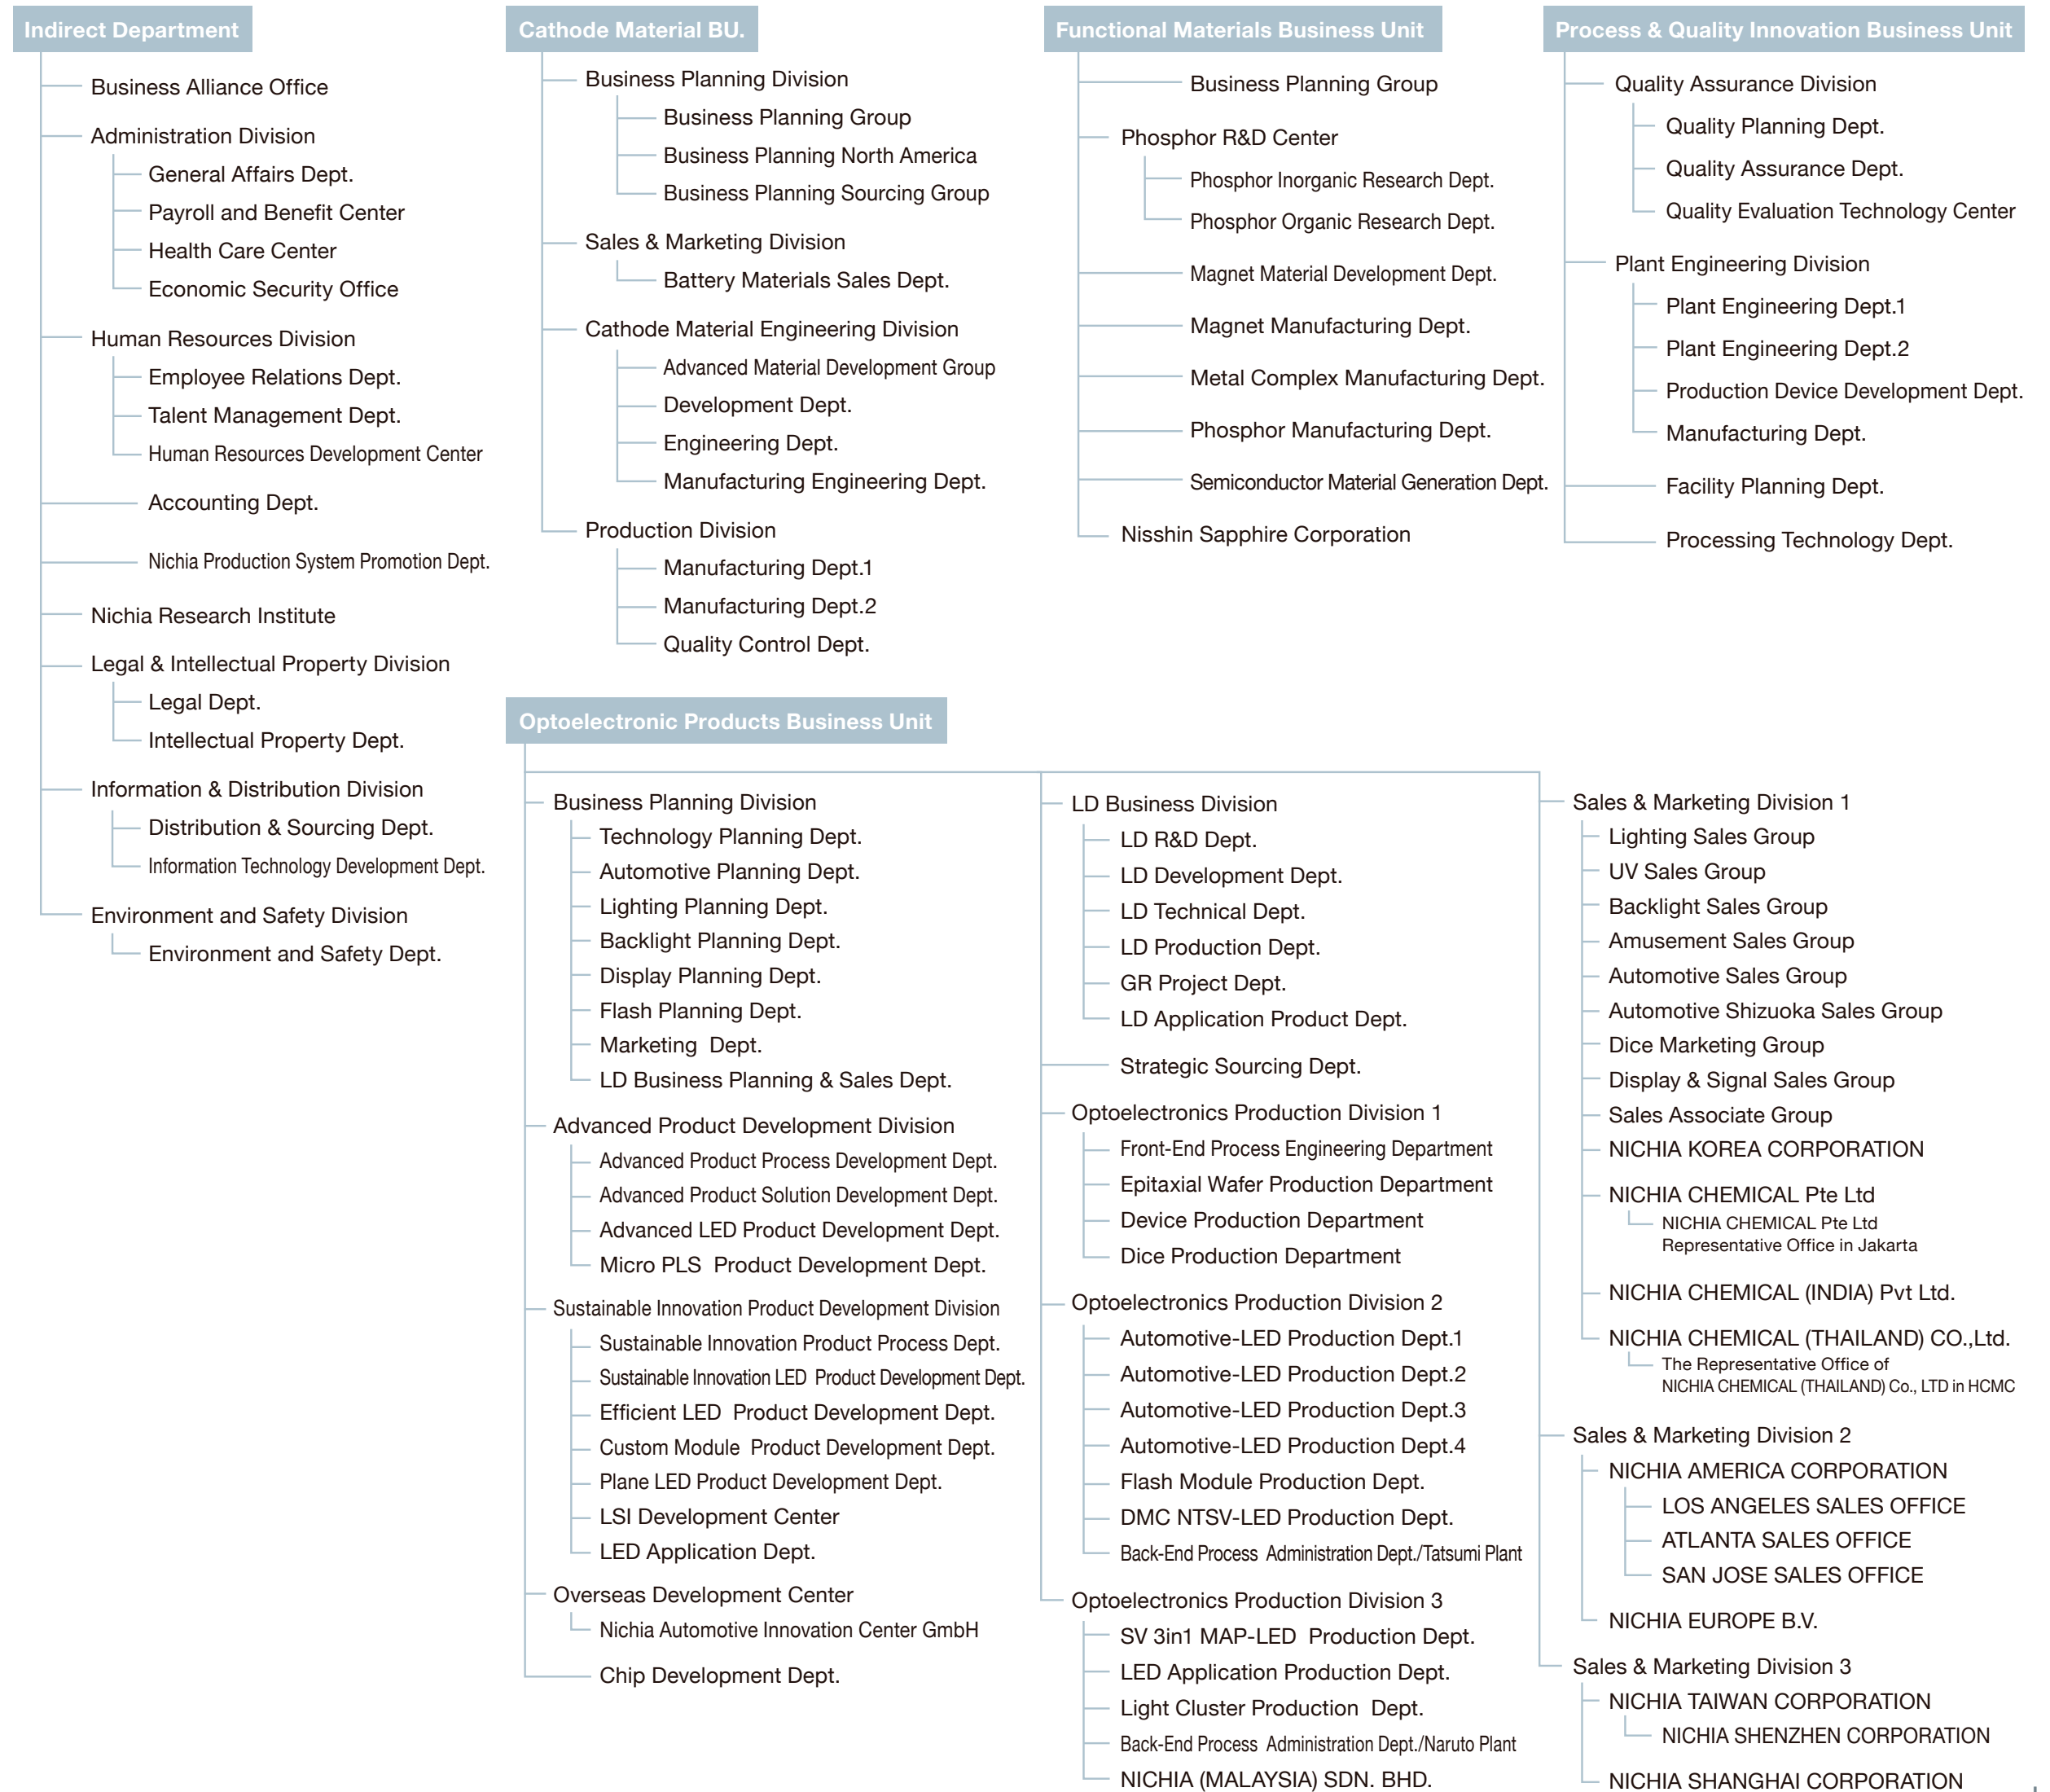 Indirect Department
Business Alliance Office
Administration Division
General Affairs Dept.
Payroll and Benefit Center
Health Care Center
Economic Security Office
Human Resources Division
Employee Relations Dept.
Talent Management Dept.
Human Resources Development Center
Accounting Dept.
Nichia Production System Promotion Dept.
Nichia Research Institute
Legal & Intellectual Property Division
Legal Dept.
Intellectual Property Dept.
Information & Distribution Division
Distribution & Sourcing Dept.
Information Technology Development Dept.
Environment and Safety Division
Environment and Safety Dept.
Cathode Material BU.
Business Planning Division
Business Planning Group
Business Planning North America
Business Planning Sourcing Group
Sales & Marketing Division
Battery Materials Sales Dept.
Cathode Material Engineering Division
Advanced Material Development Group
Development Dept.
Engineering Dept.
Manufacturing Engineering Dept.
Production Division
Manufacturing Dept.1
Manufacturing Dept.2
Quality Control Dept.
Functional Materials Business Unit
Business Planning Group
Phosphor R&D Center
Phosphor Inorganic Research Dept.
Phosphor Organic Research Dept.
Magnet Material Development Dept.
Magnet Manufacturing Dept.
Metal Complex Manufacturing Dept.
Phosphor Manufacturing Dept.
Semiconductor Material Generation Dept.
Nisshin Sapphire Corporation
Process & Quality Innovation Business Unit
Quality Assurance Division
Quality Planning Dept.
Quality Assurance Dept.
Quality Evaluation Technology Center
Plant Engineering Division
Plant Engineering Dept.1
Plant Engineering Dept.2
Production Device Development Dept.
Manufacturing Dept.
Facility Planning Dept.
Processing Technology Dept.
Optoelectronic Products Business Unit
Business Planning Division
Technology Planning Dept.
Automotive Planning Dept.
Lighting Planning Dept.
Backlight Planning Dept.
Display Planning Dept.
Flash Planning Dept.
Marketing Dept.
LD Business Planning & Sales Dept.
Advanced Product Development Division
Advanced Product Process Development Dept.
Advanced Product Solution Development Dept.
Advanced LED Product Development Dept.
Micro PLS Product Development Dept.
Sustainable Innovation Product Development Division
Sustainable Innovation Product Process Dept.
Sustainable Innovation LED Product Development Dept.
Efficient LED Product Development Dept.
Custom Module Product Development Dept.
Plane LED Product Development Dept.
LSI Development Center
LED Application Dept.
Overseas Development Center
Nichia Automotive Innovation Center GmbH
Chip Development Dept.
LD Business Division
LD R&D Dept.
LD Development Dept.
LD Technical Dept.
LD Production Dept.
GR Project Dept.
LD Application Product Dept.
Strategic Sourcing Dept.
Optoelectronics Production Division 1
Front-End Process Engineering Department
Epitaxial Wafer Production Department
Device Production Department
Dice Production Department
Optoelectronics Production Division 2
Automotive-LED Production Dept.1
Automotive-LED Production Dept.2
Automotive-LED Production Dept.3
Automotive-LED Production Dept.4
Flash Module Production Dept.
DMC NTSV-LED Production Dept.
Back-End Process Administration Dept./Tatsumi Plant
Optoelectronics Production Division 3
SV 3in1 MAP-LED Production Dept.
LED Application Production Dept.
Light Cluster Production Dept.
Back-End Process Administration Dept./Naruto Plant
NICHIA (MALAYSIA) SDN. BHD.
Sales & Marketing Division 1
Lighting Sales Group
UV Sales Group
Backlight Sales Group
Amusement Sales Group
Automotive Sales Group
Automotive Shizuoka Sales Group
Dice Marketing Group
Display & Signal Sales Group
Sales Associate Group
NICHIA KOREA CORPORATION
NICHIA CHEMICAL Pte Ltd
NICHIA CHEMICAL Pte Ltd
Representative Office in Jakarta
NICHIA CHEMICAL (INDIA) Pvt Ltd.
NICHIA CHEMICAL (THAILAND) CO.,Ltd.
The Representative Office of
NICHIA CHEMICAL (THAILAND) Co., LTD in HCMC
Sales & Marketing Division 2
NICHIA AMERICA CORPORATION
LOS ANGELES SALES OFFICE
ATLANTA SALES OFFICE
SAN JOSE SALES OFFICE
NICHIA EUROPE B.V.
Sales & Marketing Division 3
NICHIA TAIWAN CORPORATION
NICHIA SHENZHEN CORPORATION
NICHIA SHANGHAI CORPORATION